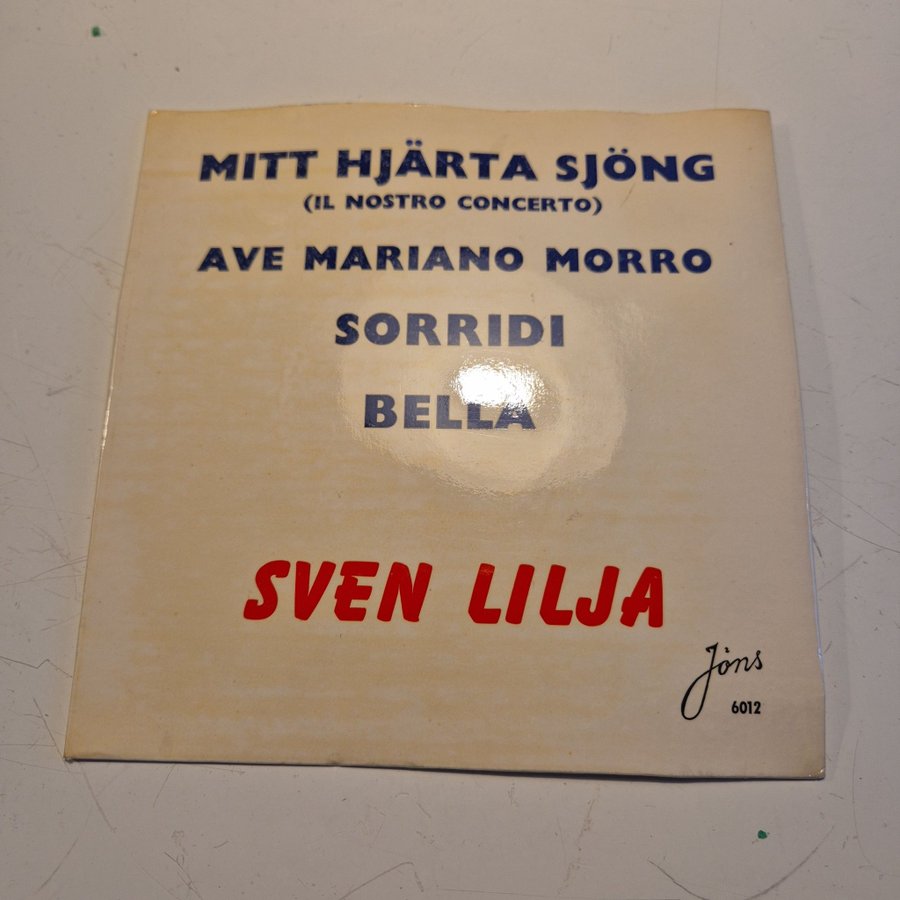 MITT HJÄRTA SJÖNG
(IL NOSTRO CONCERTO)
AVE MARIANO MORRO
SORRIDI
BELLA
SVEN LILJA
Jöns
6012